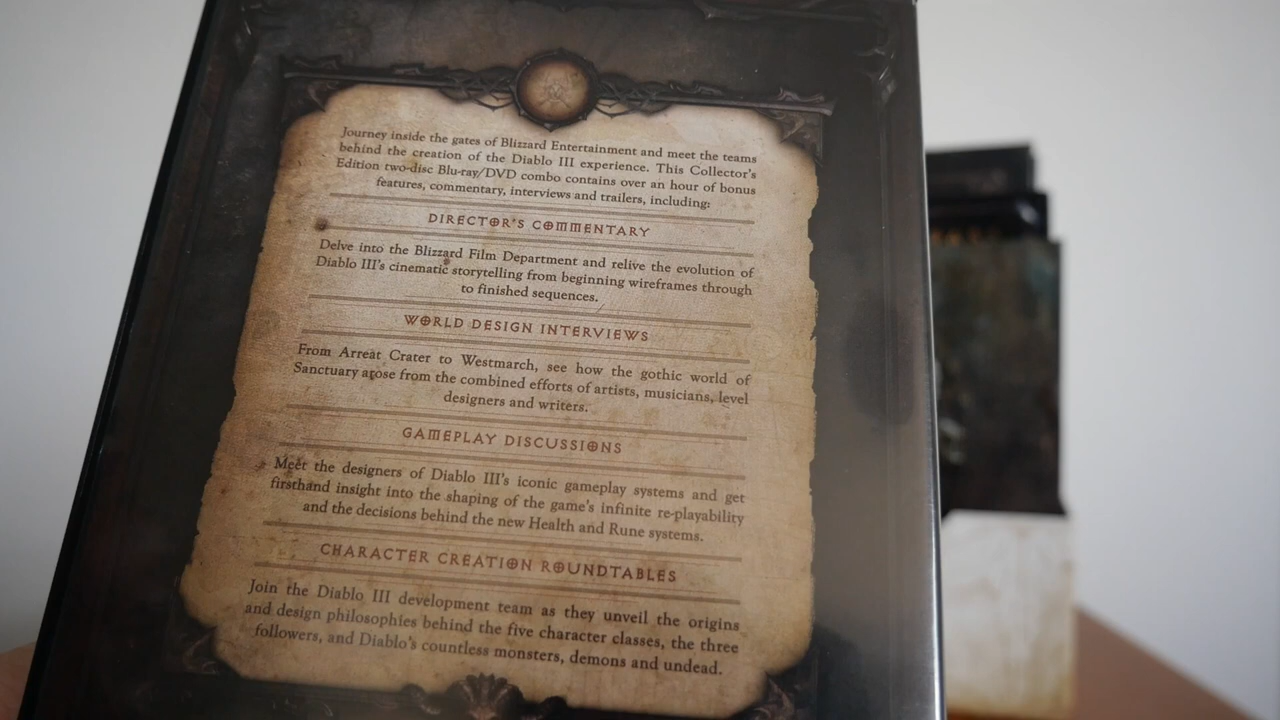 Journey inside the gates of Blizzard Entertainment and meet the teams
behind the creation of the Diablo III experience. This Collector's
Edition two-disc Blu-ray/DVD combo contains over an hour of bonus
features, commentary, interviews and trailers, including:
DIRECTOR'S COMMENTARY
Delve into the Blizzard Film Department and relive the evolution of
Diablo III's cinematic storytelling from beginning wireframes through
to finished sequences.
WORLD DESIGN INTERVIEWS
From Arreat Crater to Westmarch, see how the gothic world of
Sanctuary arose from the combined efforts of artists, musicians, level
designers and writers.
GAMEPLAY DISCUSSIONS
Meet the designers of Diablo III's iconic gameplay systems and get
firsthand insight into the shaping of the game's infinite re-playability
and the decisions behind the new Health and Rune systems.
CHARACTER CREATION ROUNDTABLES
Join the Diablo III development team as they unveil the origins
and design philosophies behind the five character classes, the three
followers, and Diablo's countless monsters, demons and undead.